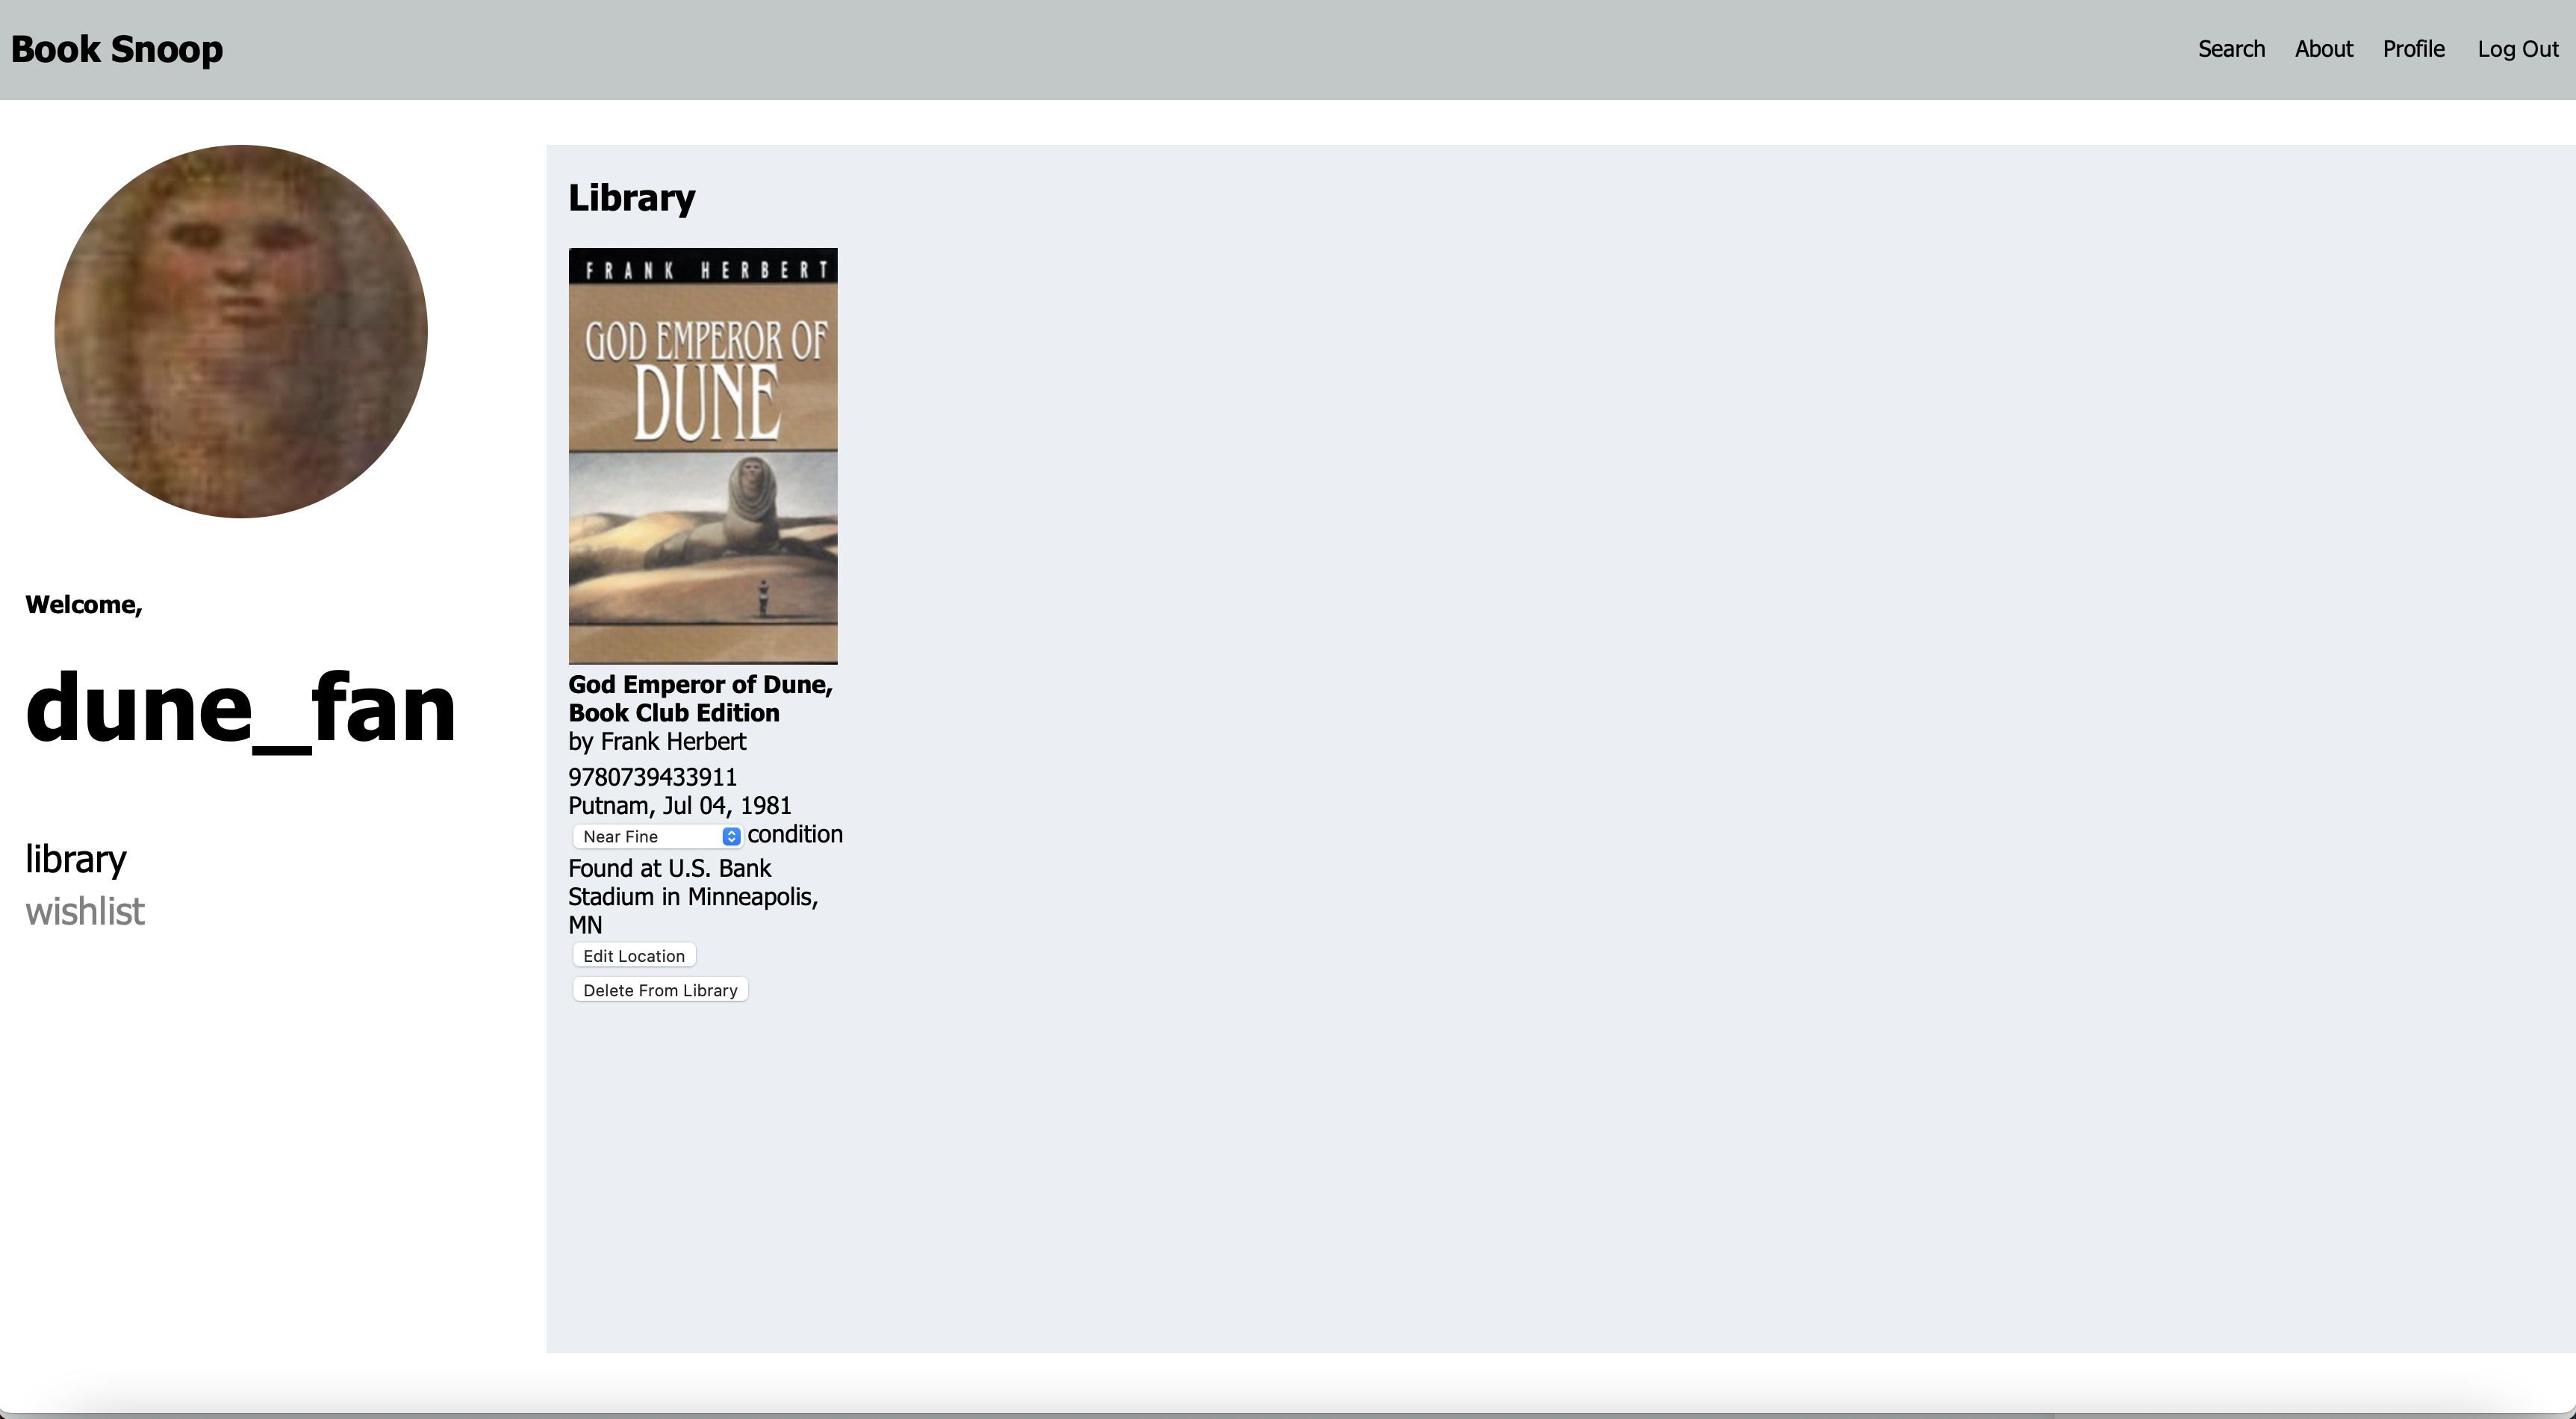 Book Snoop
Search About Profile Log Out
Welcome,
dune_fan
library
wishlist
Library
FRANK HERBERT
GOD EMPEROR OF
DUNE
God Emperor of Dune,
Book Club Edition
by Frank Herbert
9780739433911
Putnam, Jul 04, 1981
Near Fine condition
Found at U.S. Bank
Stadium in Minneapolis,
MN
Edit Location
Delete From Library